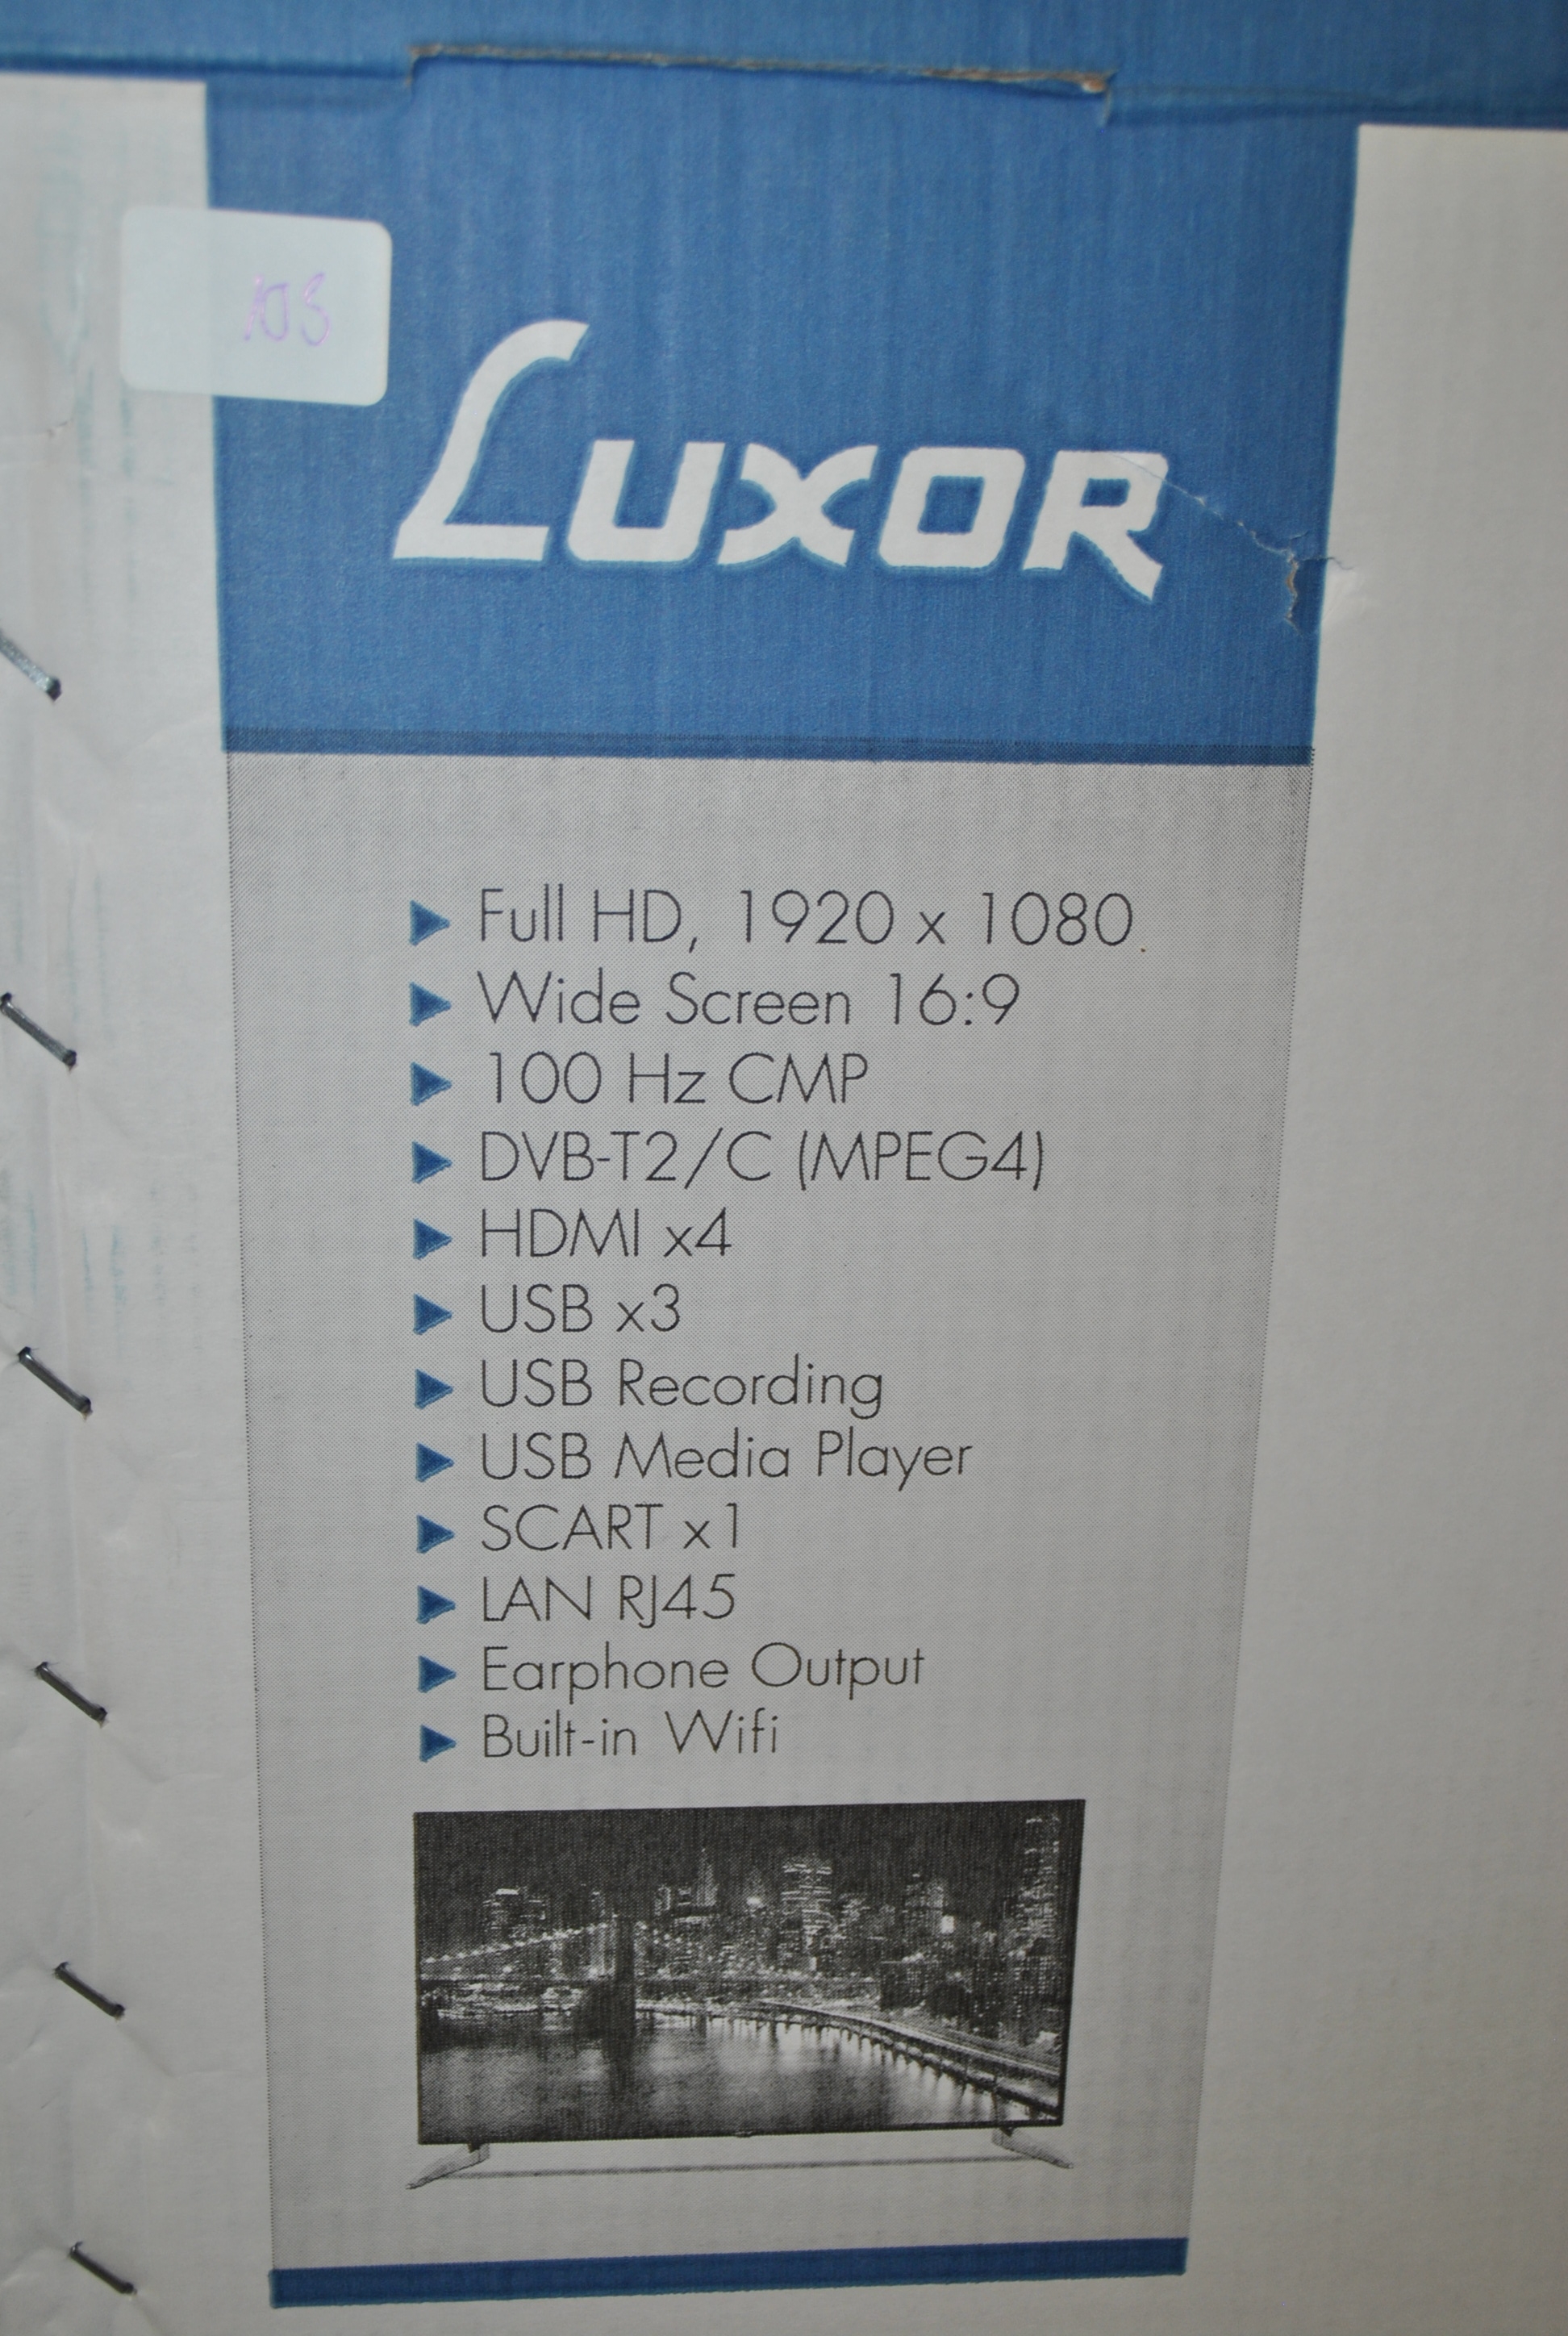 LUXOR
Full HD, 1920 x 1080
Wide Screen 16:9
100 Hz CMP
DVB-T2/C (MPEG4)
HDMI x4
USB x3
USB Recording
USB Media Player
SCART x1
LAN RJ45
Earphone Output
Built-in Wifi